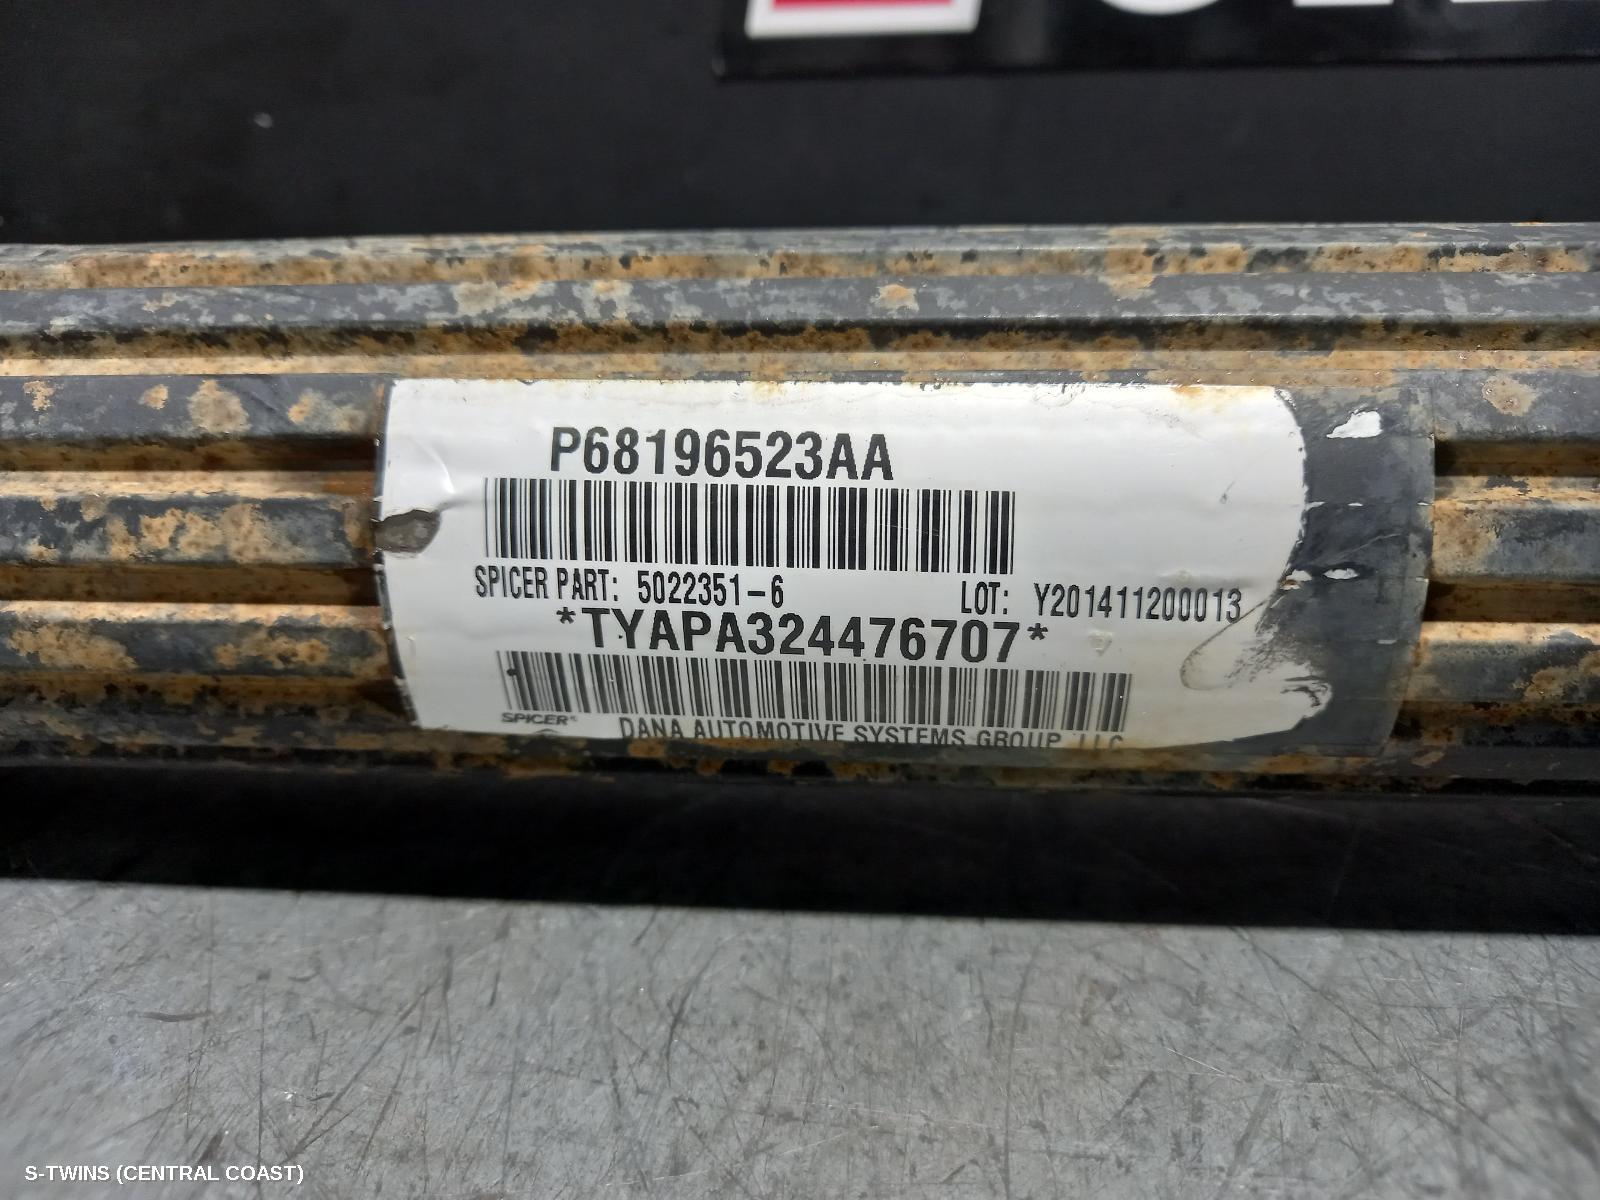 P68196523AA
SPICER PART: 5022351-6 LOT: Y201411200013
*TYAPA324476707*
SPICER®
DANA AUTOMOTIVE SYSTEMS GROUP, LLC
S-TWINS (CENTRAL COAST)